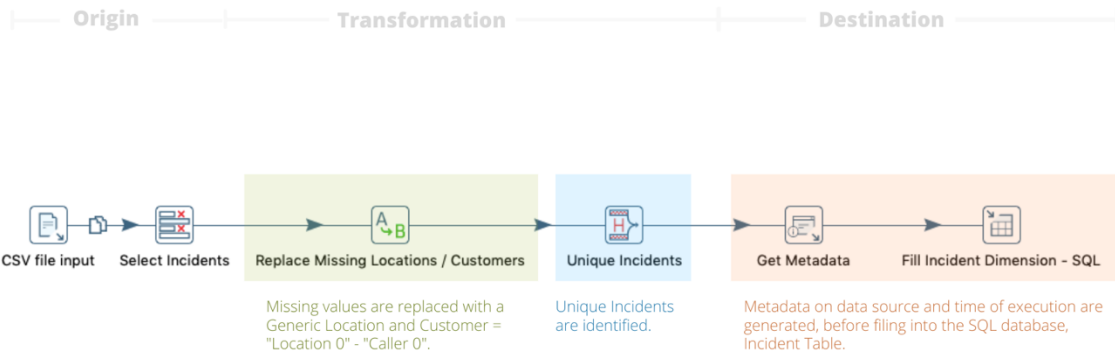 Origin
Transformation
Destination
A
B
H
CSV file input
Select Incidents
Replace Missing Locations / Customers
Unique Incidents
Get Metadata
Fill Incident Dimension - SQL
Missing values are replaced with a
Generic Location and Customer =
"Location 0" - "Caller 0".
Unique Incidents
are identified.
Metadata on data source and time of execution are
generated, before filing into the SQL database,
Incident Table.